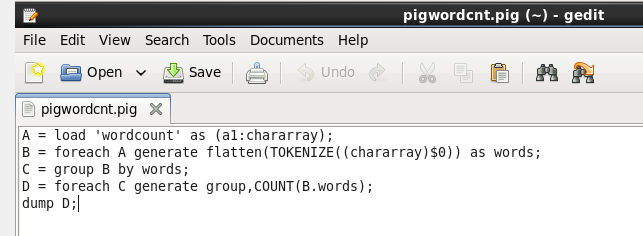 pigwordcnt.pig (~) - gedit
File Edit View Search Tools Documents Help
Open Save Undo
pigwordcnt.pig
A = load 'wordcount' as (a1:chararray);
B = foreach A generate flatten(TOKENIZE((chararray)$0)) as words;
C = group B by words;
D = foreach C generate group,COUNT(B.words);
dump D;